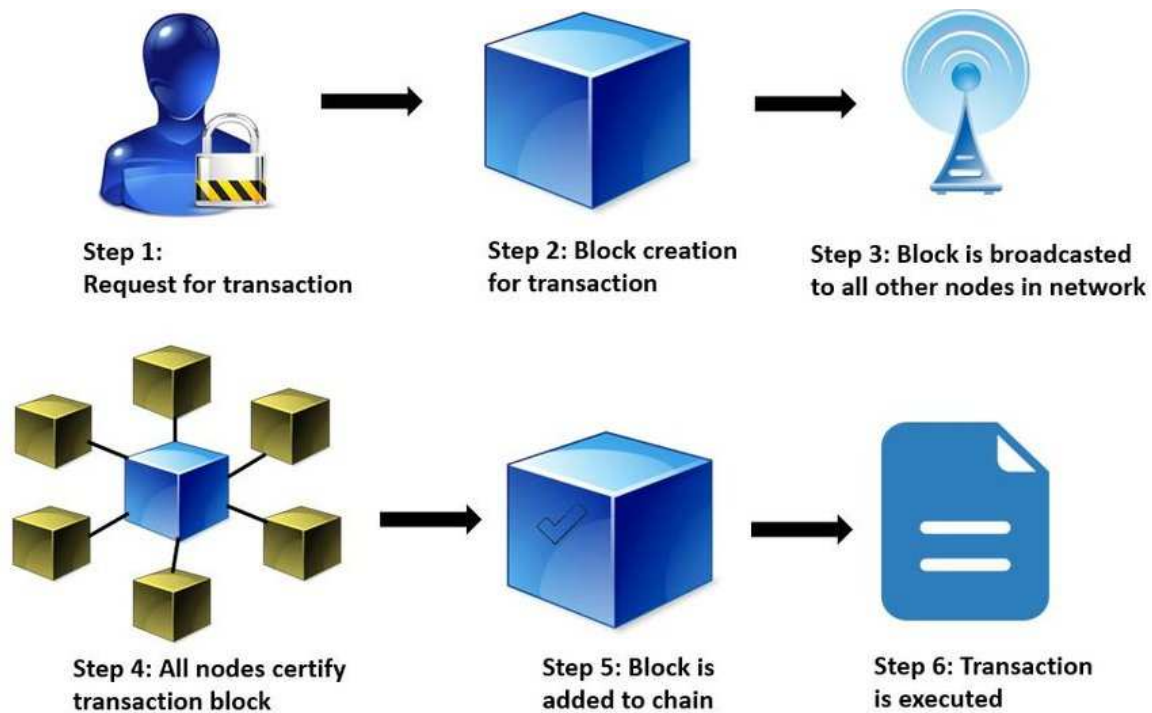 Step 1:
Request for transaction
Step 2: Block creation
for transaction
Step 3: Block is broadcasted
to all other nodes in network
Step 4: All nodes certify
transaction block
Step 5: Block is
added to chain
Step 6: Transaction
is executed